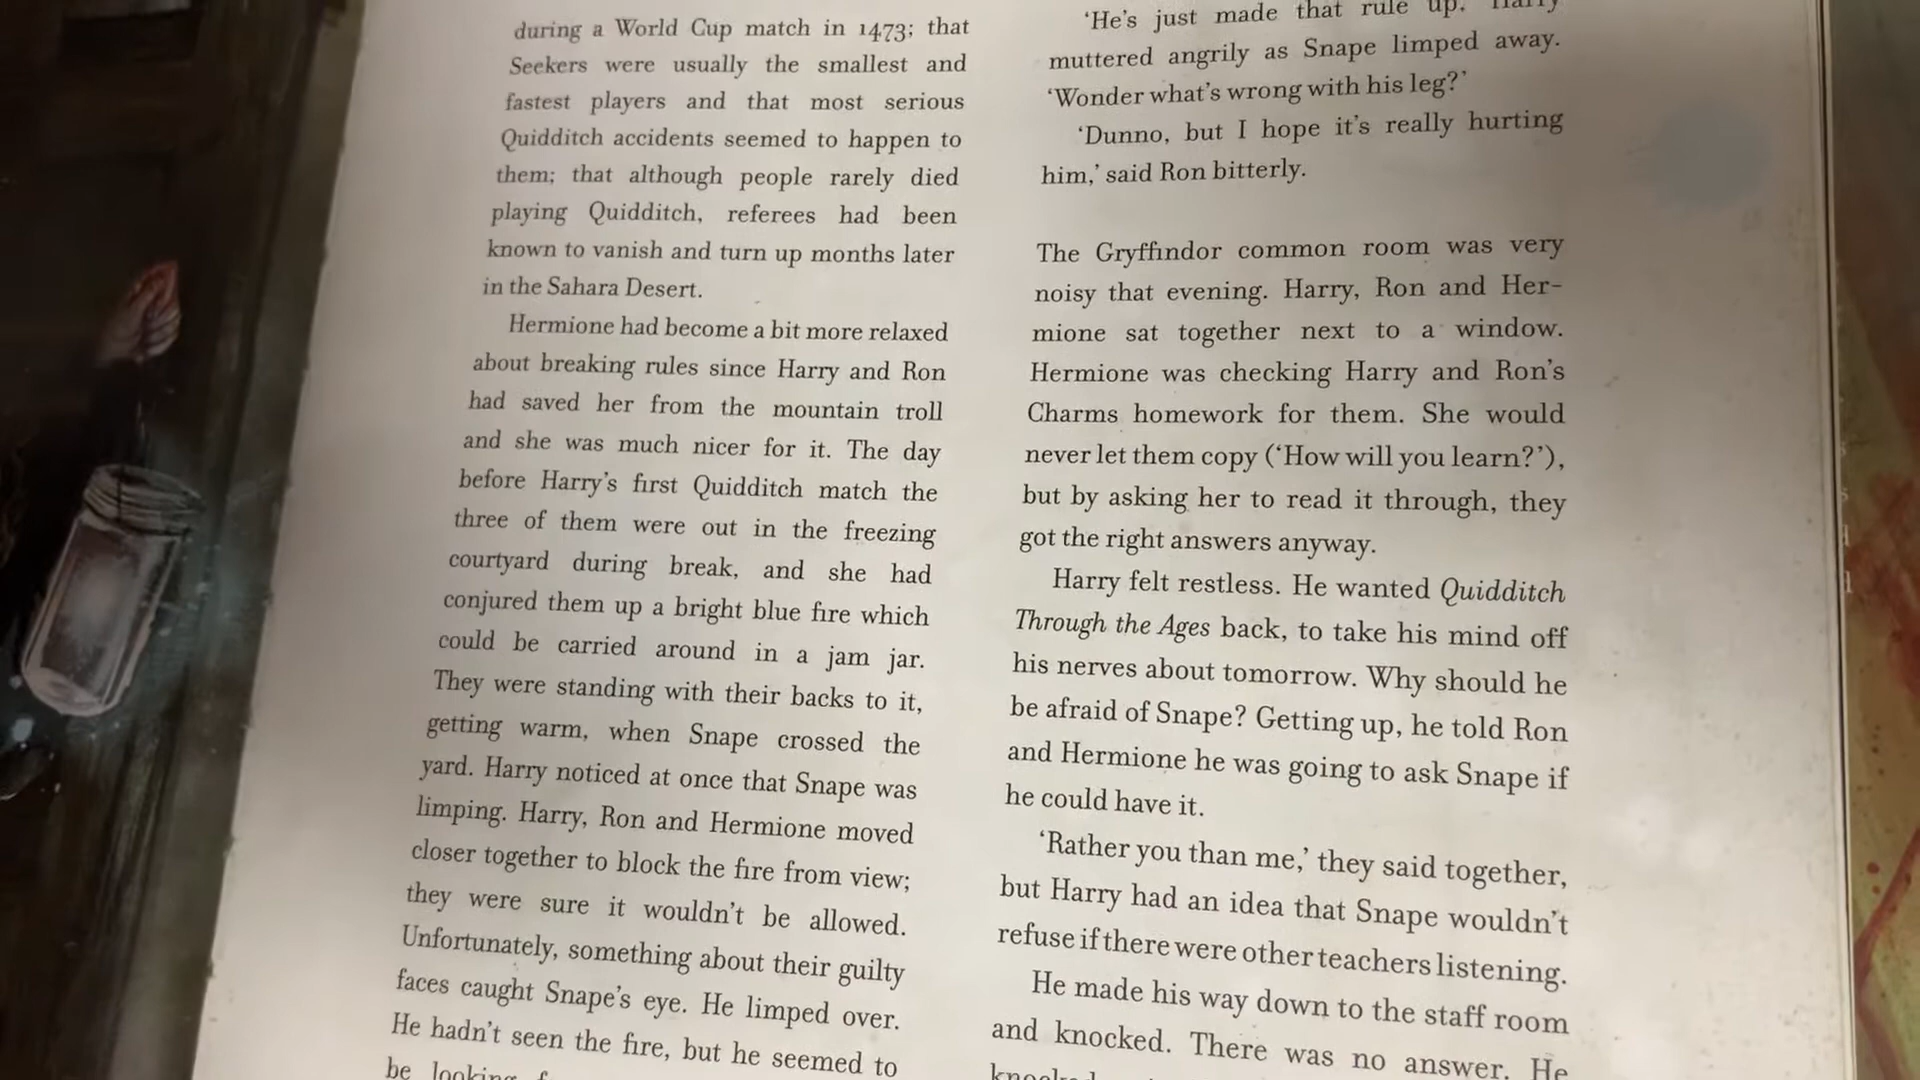 during a World Cup match in 1473; that
Seekers were usually the smallest and
fastest players and that most serious
Quidditch accidents seemed to happen to
them; that although people rarely died
playing Quidditch, referees had been
known to vanish and turn up months later
in the Sahara Desert.
Hermione had become a bit more relaxed
about breaking rules since Harry and Ron
had saved her from the mountain troll
and she was much nicer for it. The day
before Harry's first Quidditch match the
three of them were out in the freezing
courtyard during break, and she had
conjured them up a bright blue fire which
could be carried around in a jam jar.
They were standing with their backs to it,
getting warm, when Snape crossed the
yard. Harry noticed at once that Snape was
limping. Harry, Ron and Hermione moved
closer together to block the fire from view;
they were sure it wouldn't be allowed.
Unfortunately, something about their guilty
faces caught Snape's eye. He limped over.
He hadn't seen the fire, but he seemed to
be looking
'He's just made that rule up,' Harry
muttered angrily as Snape limped away.
'Wonder what's wrong with his leg?'
'Dunno, but I hope it's really hurting
him,' said Ron bitterly.
The Gryffindor common room was very
noisy that evening. Harry, Ron and Her-
mione sat together next to a window.
Hermione was checking Harry and Ron's
Charms homework for them. She would
never let them copy ('How will you learn?'),
but by asking her to read it through, they
got the right answers anyway.
Harry felt restless. He wanted Quidditch
Through the Ages back, to take his mind off
his nerves about tomorrow. Why should he
be afraid of Snape? Getting up, he told Ron
and Hermione he was going to ask Snape if
he could have it.
'Rather you than me,' they said together,
but Harry had an idea that Snape wouldn't
refuse if there were other teachers listening.
He made his way down to the staff room
and knocked. There was no answer. He
knocked